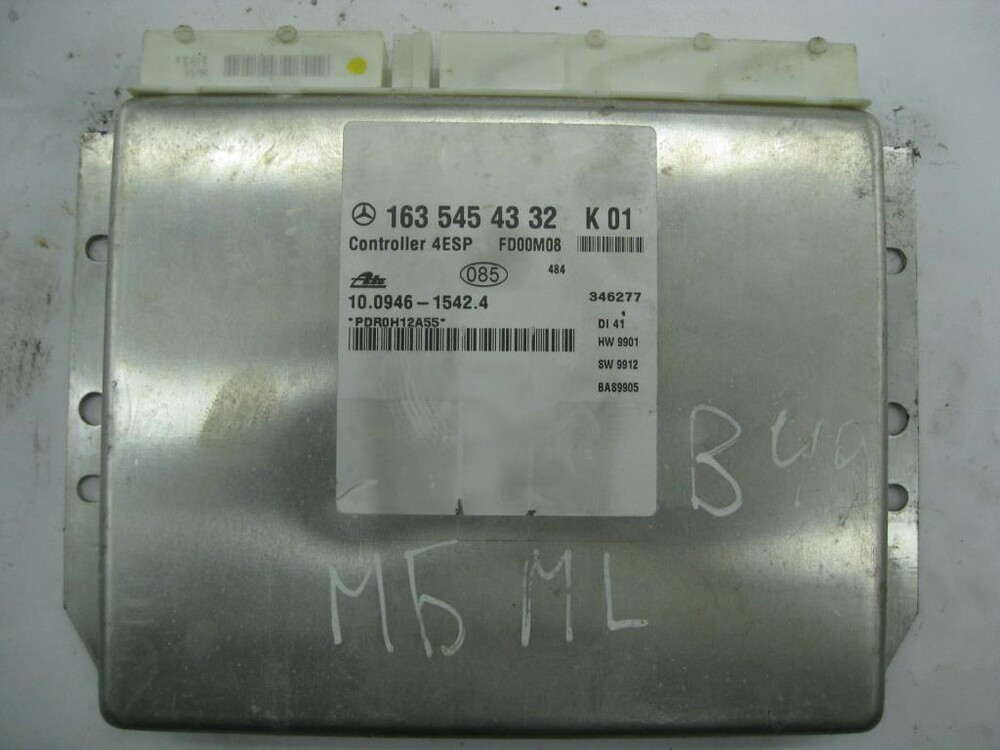 163 545 43 32 K 01
Controller 4ESP FD00M08
Ate 085 484
10.0946-1542.4 346277
*PDR0H12A55* DI 41
HW 9901
SW 9912
BAS9905
В
МБ ML